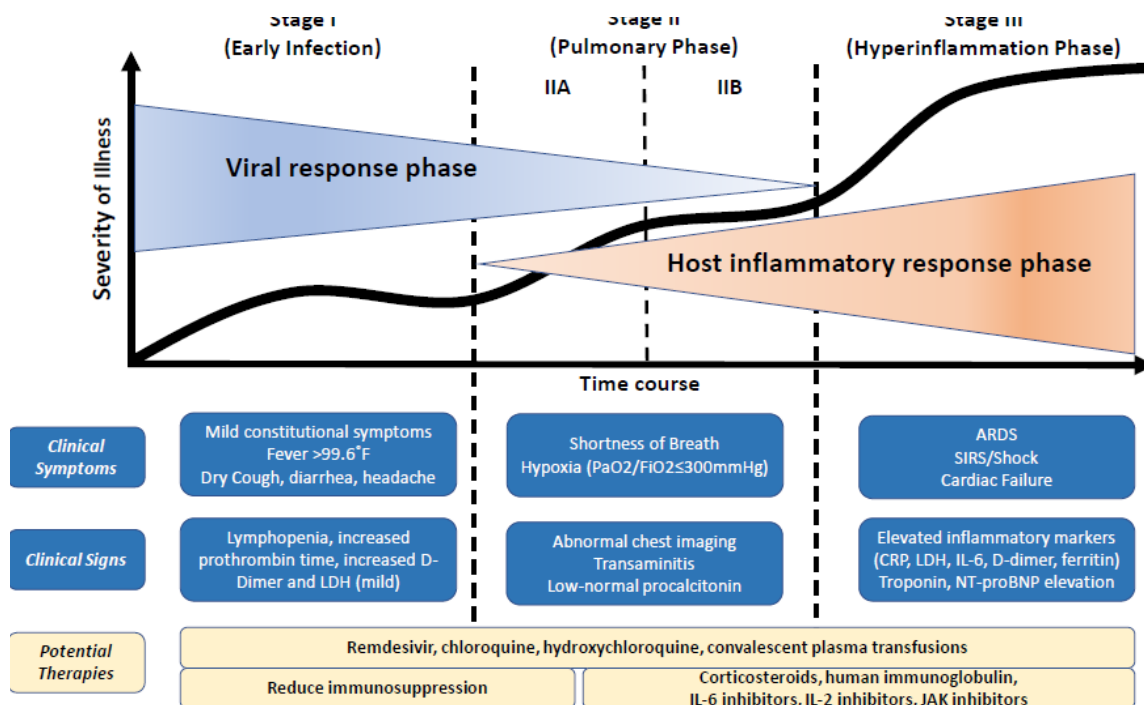 Stage I
Stage II
Stage III
(Early Infection)
(Pulmonary Phase)
(Hyperinflammation Phase)
IIA
IIB
Severity of Illness
Viral response phase
Host inflammatory response phase
Time course
Clinical
Symptoms
Mild constitutional symptoms
Fever >99.6°F
Dry Cough, diarrhea, headache
Shortness of Breath
Hypoxia (PaO2/FiO2≤300mmHg)
ARDS
SIRS/Shock
Cardiac Failure
Clinical Signs
Lymphopenia, increased
prothrombin time, increased D-
Dimer and LDH (mild)
Abnormal chest imaging
Transaminitis
Low-normal procalcitonin
Elevated inflammatory markers
(CRP, LDH, IL-6, D-dimer, ferritin)
Troponin, NT-proBNP elevation
Potential
Therapies
Remdesivir, chloroquine, hydroxychloroquine, convalescent plasma transfusions
Reduce immunosuppression
Corticosteroids, human immunoglobulin,
IL-6 inhibitors, IL-2 inhibitors, JAK inhibitors